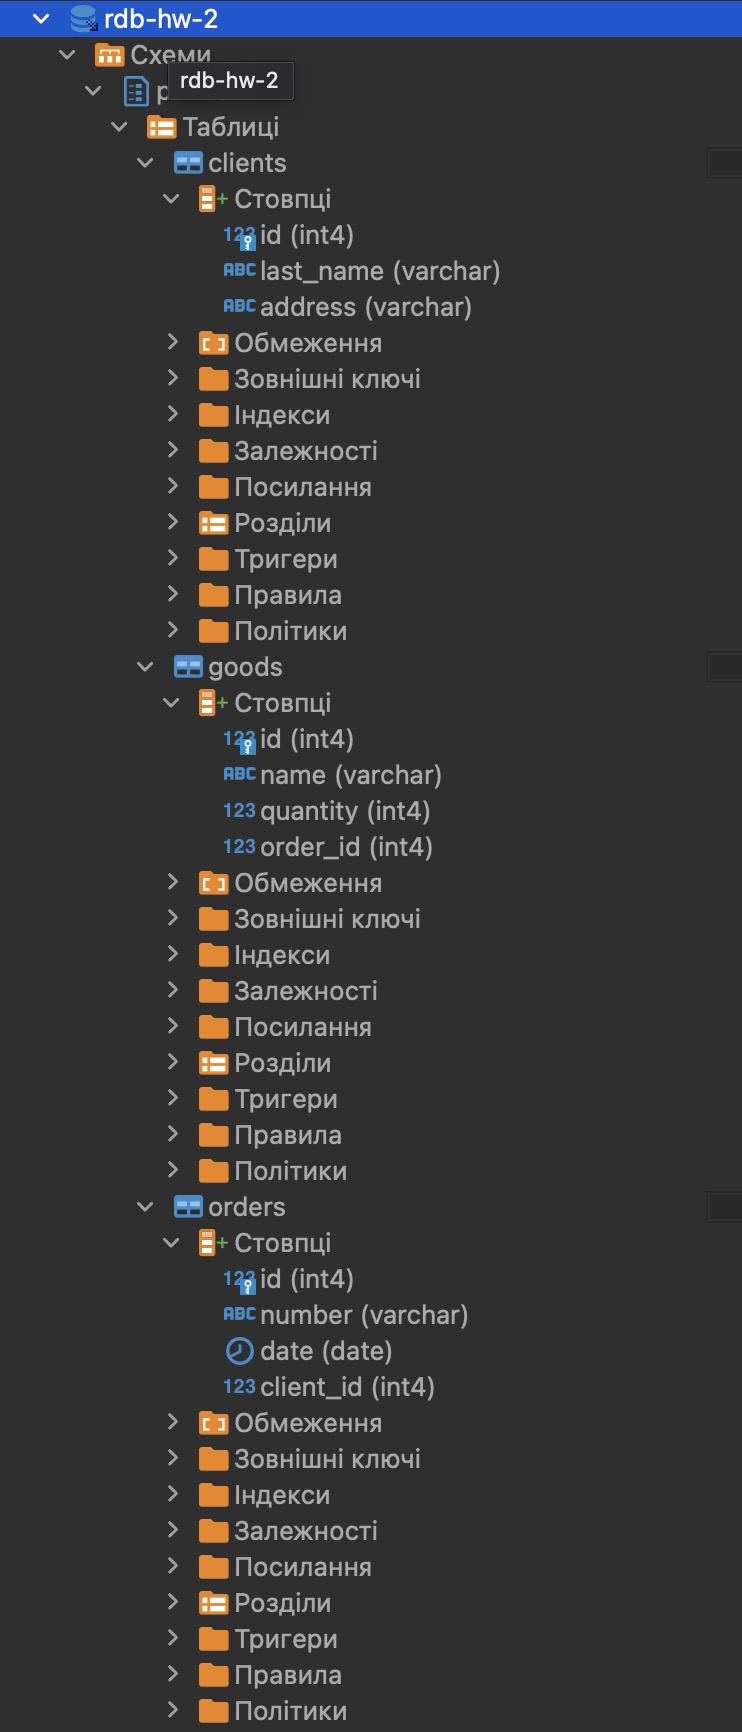 rdb-hw-2
Схеми
rdb-hw-2
Таблиці
clients
Стовпці
123 id (int4)
ABC last_name (varchar)
ABC address (varchar)
Обмеження
Зовнішні ключі
Індекси
Залежності
Посилання
Розділи
Тригери
Правила
Політики
goods
Стовпці
123 id (int4)
ABC name (varchar)
123 quantity (int4)
123 order_id (int4)
Обмеження
Зовнішні ключі
Індекси
Залежності
Посилання
Розділи
Тригери
Правила
Політики
orders
Стовпці
123 id (int4)
ABC number (varchar)
date (date)
123 client_id (int4)
Обмеження
Зовнішні ключі
Індекси
Залежності
Посилання
Розділи
Тригери
Правила
Політики